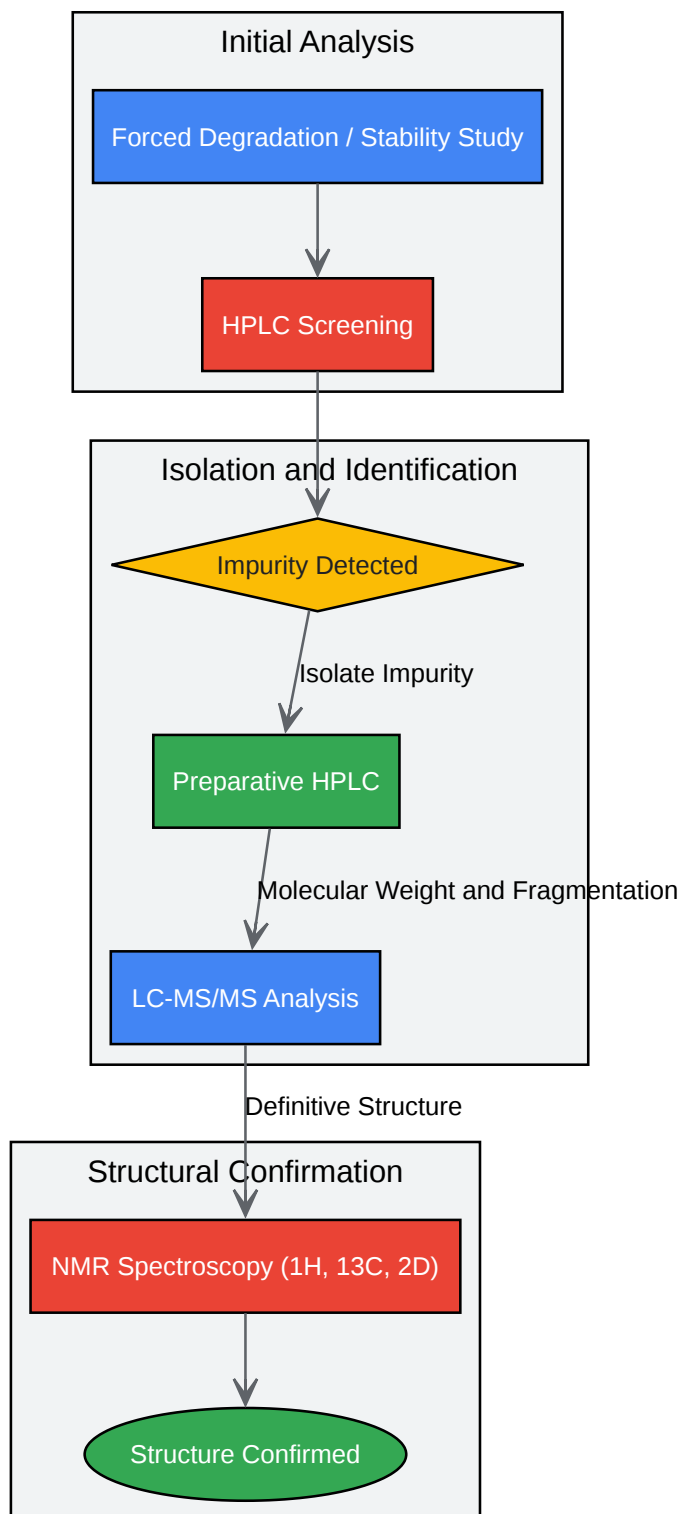 Initial Analysis
Forced Degradation / Stability Study
HPLC Screening
Isolation and Identification
Impurity Detected
Isolate Impurity
Preparative HPLC
Molecular Weight and Fragmentation
LC-MS/MS Analysis
Definitive Structure
Structural Confirmation
NMR Spectroscopy (1H, 13C, 2D)
Structure Confirmed